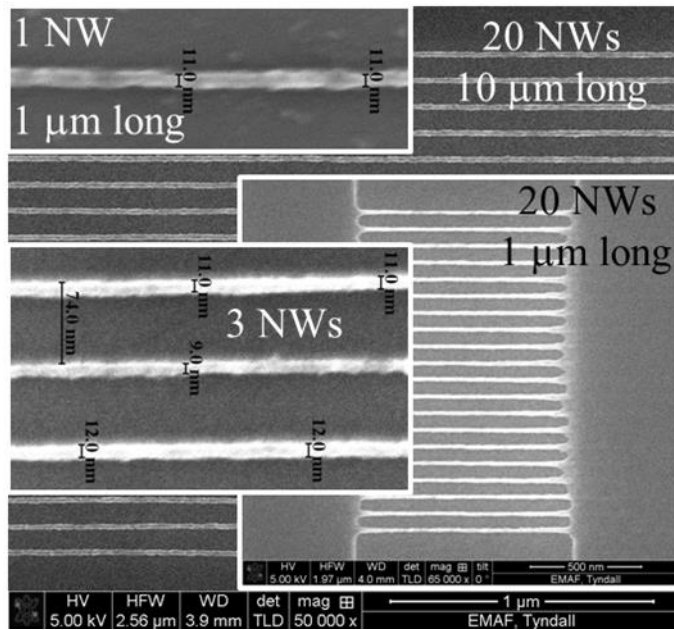 1 NW
11.0 nm
11.0 nm
1 µm long
20 NWs
10 µm long
20 NWs
1 µm long
11.0 nm
11.0 nm
74.0 nm
3 NWs
9.0 nm
12.0 nm
12.0 nm
HV HFW WD det mag ⊞ tilt
5.00 kV 1.97 µm 4.0 mm TLD 65 000 x 0 °
500 nm
EMAF, Tyndall
HV HFW WD det mag ⊞
5.00 kV 2.56 µm 3.9 mm TLD 50 000 x
1 µm
EMAF, Tyndall